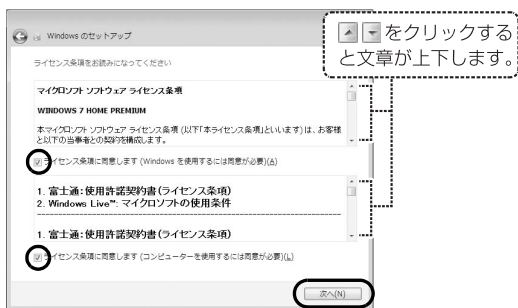 Windows のセットアップ
をクリックする
と文章が上下します。
ライセンス条項をお読みになってください
マイクロソフト ソフトウェア ライセンス条項
WINDOWS 7 HOME PREMIUM
本マイクロソフト ソフトウェア ライセンス条項 (以下「本ライセンス条項」といいます) は、お客様
と以下の当事者との契約を構成します。
ライセンス条項に同意します (Windows を使用するには同意が必要)(A)
1. 富士通:使用許諾契約書(ライセンス条項)
2. Windows Live™: マイクロソフトの使用条件
1. 富士通:使用許諾契約書(ライセンス条項)
ライセンス条項に同意します (コンピューターを使用するには同意が必要)(L)
次へ(N)